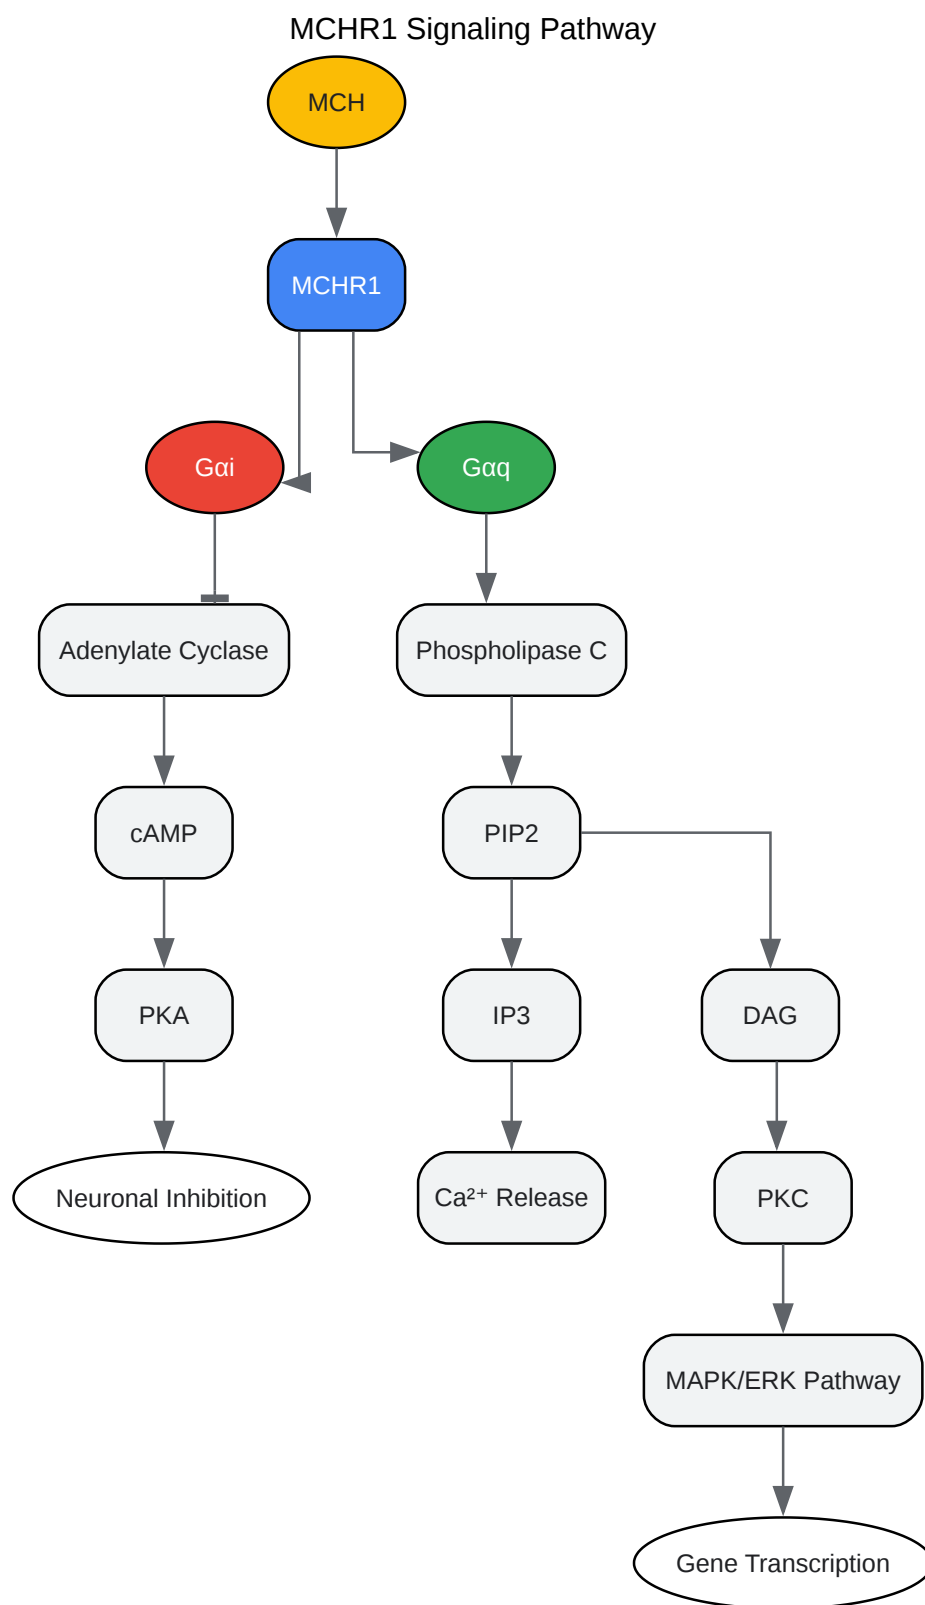 MCHR1 Signaling Pathway
MCH
MCHR1
Gαi
Gαq
Adenylate Cyclase
Phospholipase C
cAMP
PIP2
PKA
IP3
DAG
Neuronal Inhibition
Ca²⁺ Release
PKC
MAPK/ERK Pathway
Gene Transcription